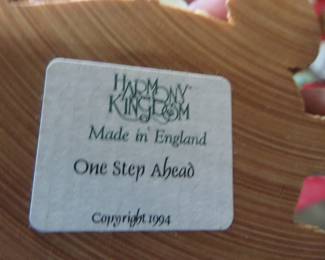 HARMONY
KINGDOM
Made in England
One Step Ahead
Copyright 1994